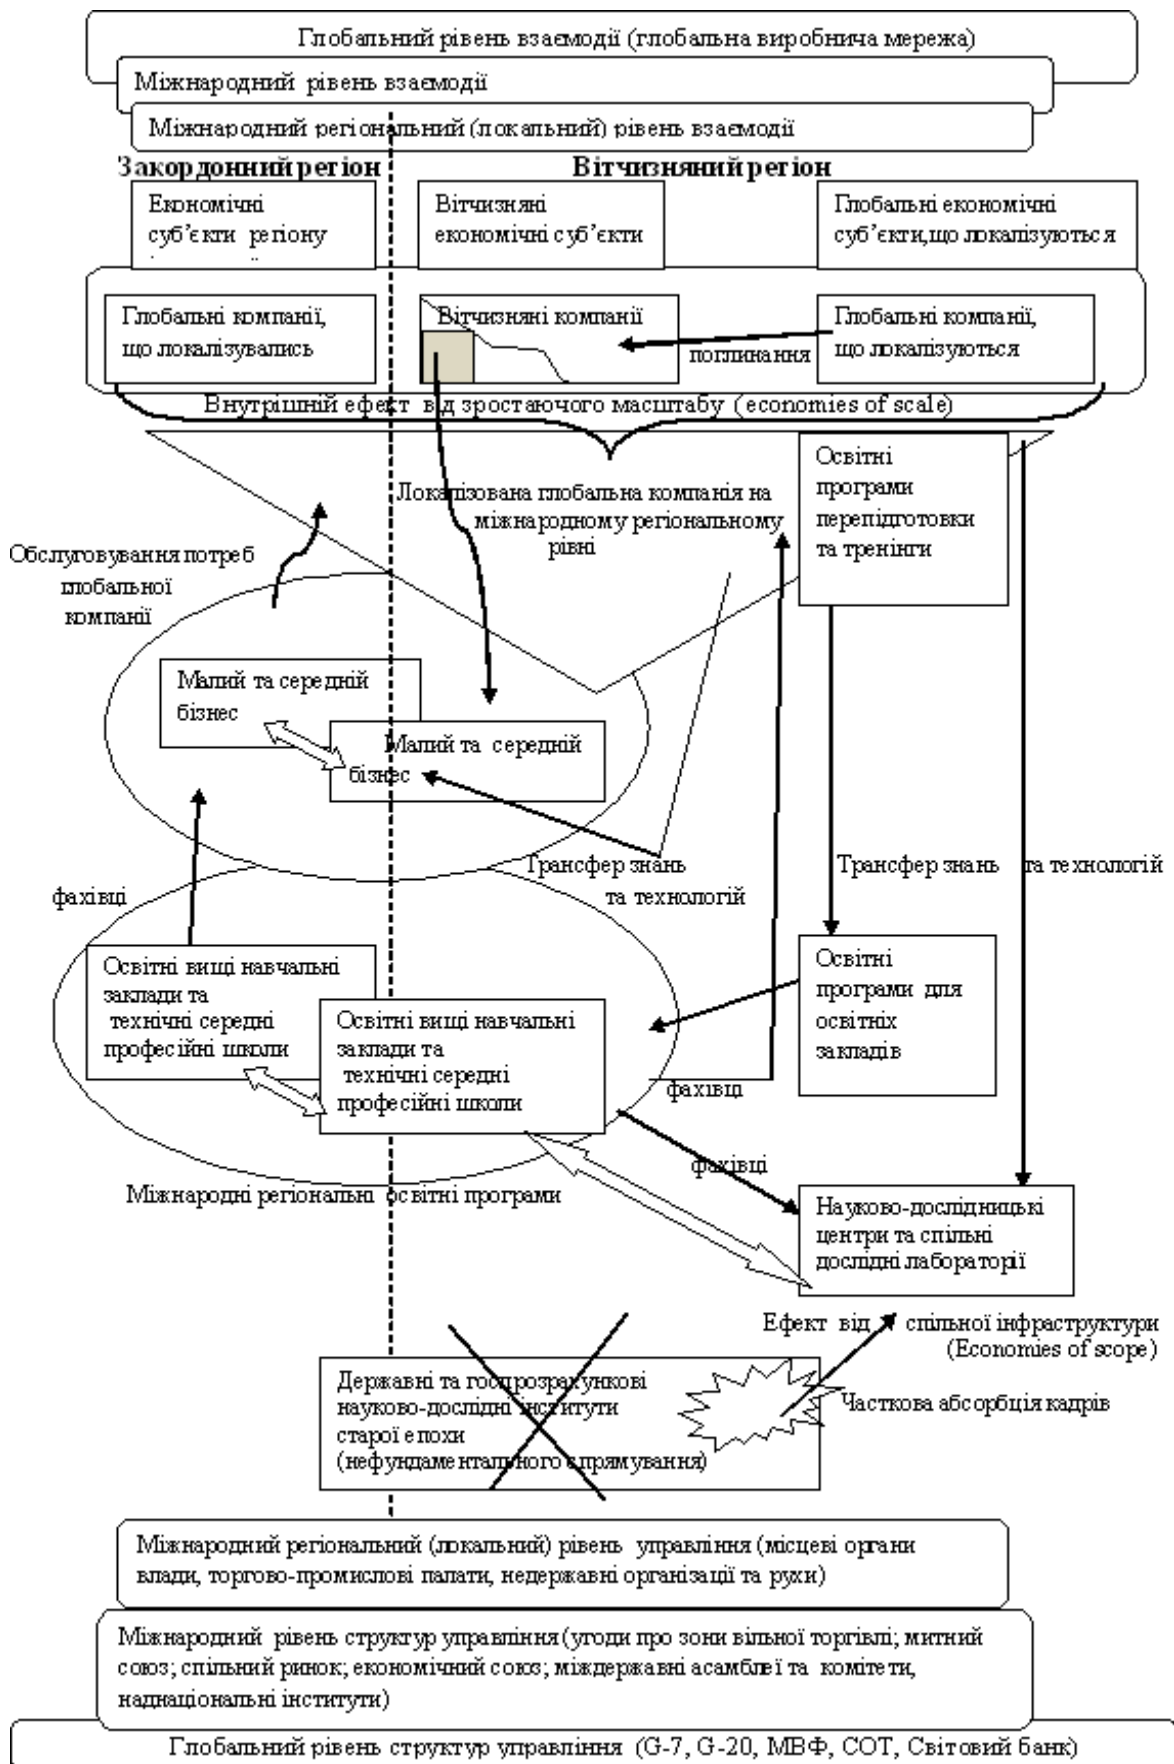 Глобальний рівень взаємодії (глобальна виробнича мережа)
Міжнародний рівень взаємодії
Міжнародний регіональний (локальний) рівень взаємодії
Закордонний регіон
Вітчизняний регіон
Економічні
суб’єкти регіону
Вітчизняні
економічні суб’єкти
Глобальні економічні
суб’єкти,що локалізуються
Глобальні компанії,
що локалізувались
Вітчизняні компанії
поглинання
Глобальні компанії,
що локалізуються
Внутрішній ефект від зростаючого масштабу (economies of scale)
Локалізована глобальна компанія на
міжнародному регіональному
рівні
Освітні
програми
перепідготовки
та тренінги
Обслуговування потреб
глобальної
компанії
Малий та середній
бізнес
Малий та середній
бізнес
Трансфер знань
та технологій
Трансфер знань та технологій
фахівці
Освітні вищі навчальні
заклади та
технічні середні
професійні школи
Освітні вищі навчальні
заклади та
технічні середні
професійні школи
Освітні
програми для
освітніх
закладів
фахівці
фахівці
Міжнародні регіональні освітні програми
Науково-дослідницькі
центри та спільні
дослідні лабораторії
Ефект від спільної інфраструктури
(Economies of scope)
Державні та госпрозрахункові
науково-дослідні інститути
старої епохи
(нефундаментального спрямування)
Часткова абсорбція кадрів
Міжнародний регіональний (локальний) рівень управління (місцеві органи
влади, торгово-промислові палати, недержавні організації та рухи)
Міжнародний рівень структур управління (угоди про зони вільної торгівлі; митний
союз; спільний ринок; економічний союз; міждержавні асамблеї та комітети,
наднаціональні інститути)
Глобальний рівень структур управління (G-7, G-20, МВФ, СОТ, Світовий банк)